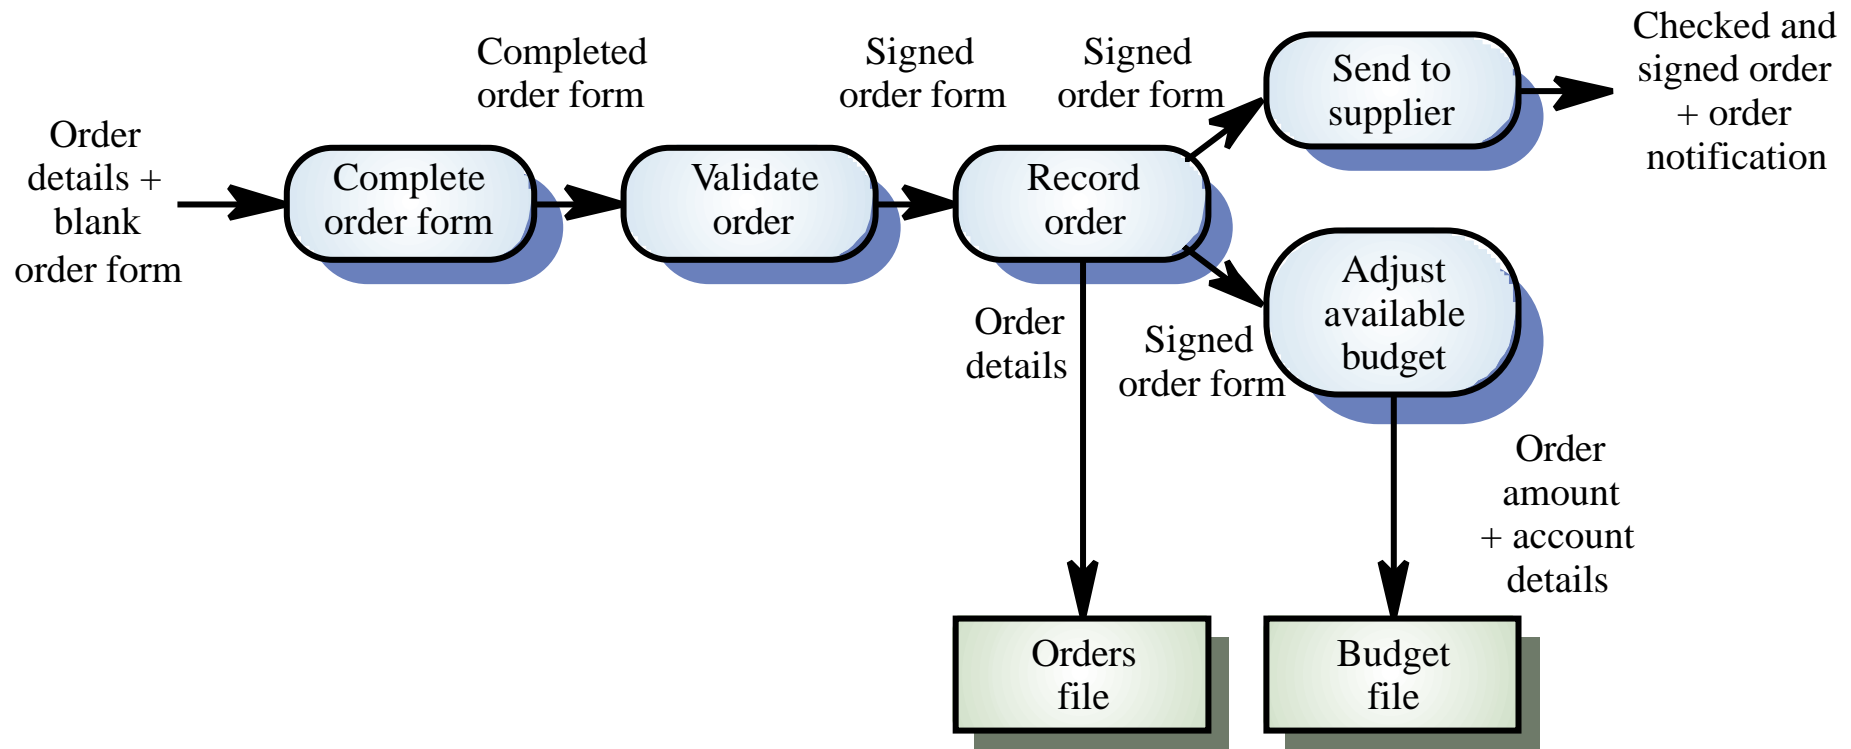 Order
details +
blank
order form
Complete
order form
Completed
order form
Validate
order
Signed
order form
Record
order
Signed
order form
Send to
supplier
Checked and
signed order
+ order
notification
Signed
order form
Adjust
available
budget
Order
details
Order
amount
+ account
details
Orders
file
Budget
file